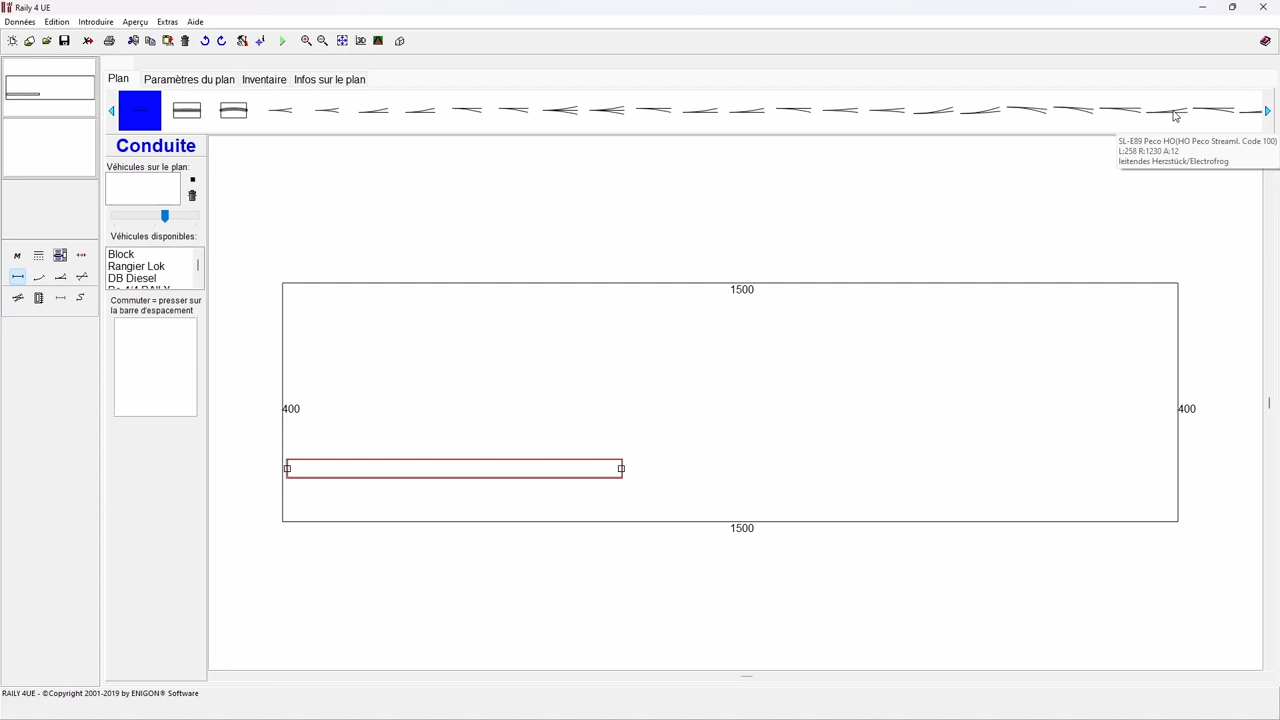 Raily 4 UE
Données Edition Introduire Aperçu Extras Aide
Plan Paramètres du plan Inventaire Infos sur le plan
SL-E89 Peco HO(HO Peco Streaml. Code 100)
L:258 R:1230 A:12
leitendes Herzstück/Electrofrog
Conduite
Véhicules sur le plan:
Véhicules disponibles:
Block
Rangier Lok
DB Diesel
Commuter = presser sur
la barre d'espacement
1500
400
400
1500
RAILY 4UE - ©Copyright 2001-2019 by ENIGON® Software